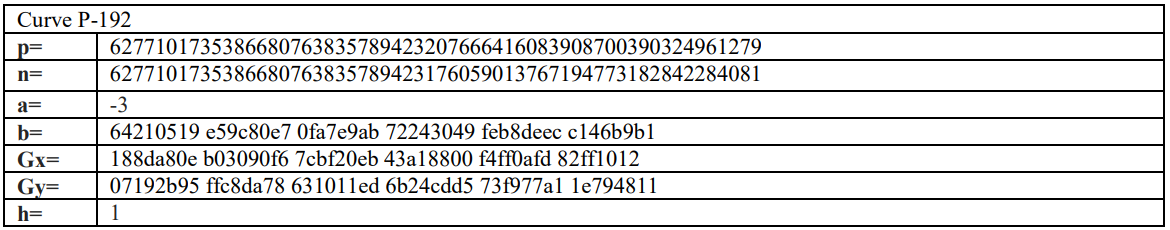 Curve P-192
p= 6277101735386680763835789423207666416083908700390324961279
n= 6277101735386680763835789423176059013767194773182842284081
a= -3
b= 64210519 e59c80e7 0fa7e9ab 72243049 feb8deec c146b9b1
Gx= 188da80e b03090f6 7cbf20eb 43a18800 f4ff0afd 82ff1012
Gy= 07192b95 ffc8da78 631011ed 6b24cdd5 73f977a1 1e794811
h= 1